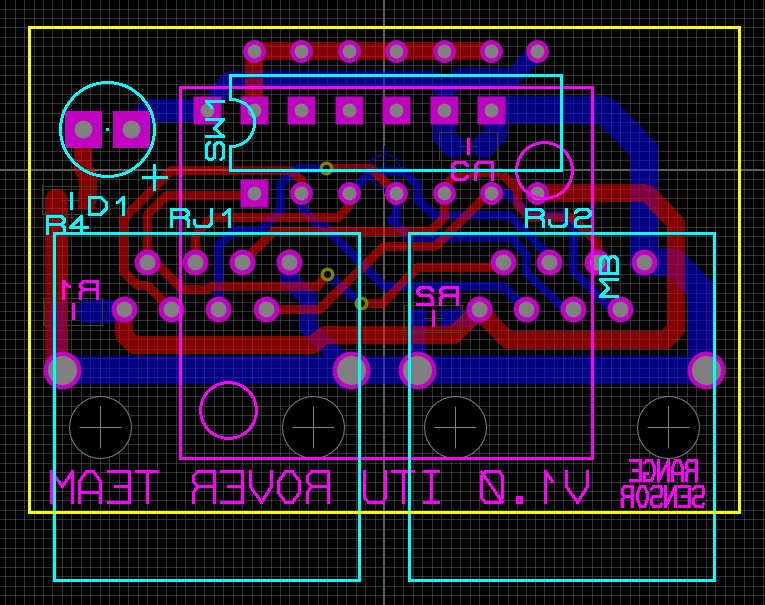 SW1
R3
+
D1
R4
RJ1
RJ2
MB
R1
R2
V1.0 ITU ROVER TEAM
RANGE
SENSOR